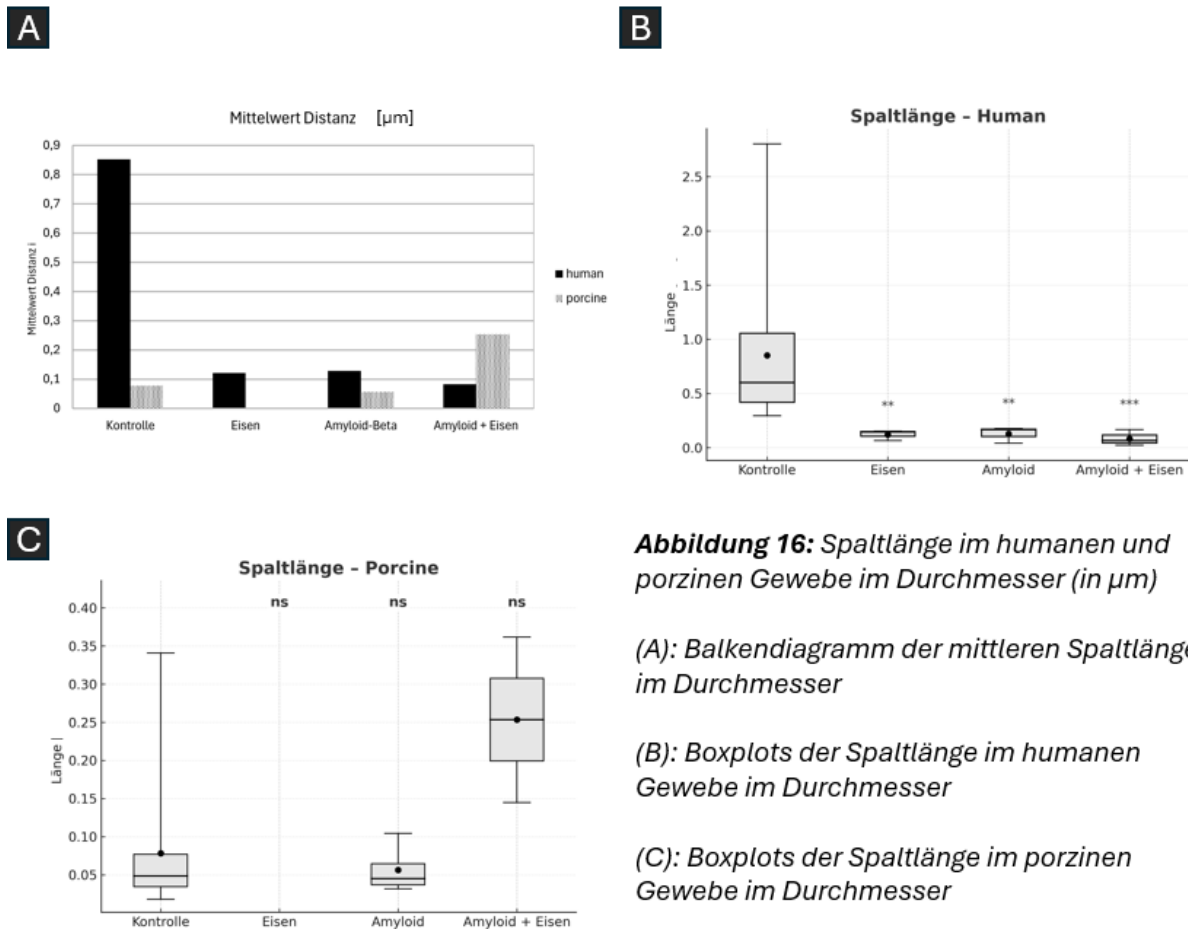 A
Mittelwert Distanz [µm]
0,9
0,8
0,7
0,6
0,5
0,4
0,3
0,2
0,1
0
Mittelwert Distanz i
Kontrolle Eisen Amyloid-Beta Amyloid + Eisen
human
porcine
B
Spaltlänge – Human
2.5
2.0
1.5
1.0
0.5
0.0
Länge
** ** ***
Kontrolle Eisen Amyloid Amyloid + Eisen
C
Spaltlänge – Porcine
ns ns ns
0.40
0.35
0.30
0.25
0.20
0.15
0.10
0.05
Länge
Kontrolle Eisen Amyloid Amyloid + Eisen
Abbildung 16: Spaltlänge im humanen und
porzinen Gewebe im Durchmesser (in µm)
(A): Balkendiagramm der mittleren Spaltlänge
im Durchmesser
(B): Boxplots der Spaltlänge im humanen
Gewebe im Durchmesser
(C): Boxplots der Spaltlänge im porzinen
Gewebe im Durchmesser